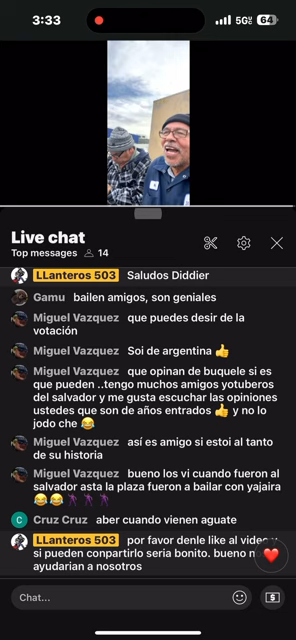 3:33
5G
64
Live chat
Top messages 14
LLanteros 503 Saludos Diddier
Gamu bailen amigos, son geniales
Miguel Vazquez que puedes desir de la
votación
Miguel Vazquez Soi de argentina 👍
Miguel Vazquez que opinan de buquele si es
que pueden ..tengo muchos amigos yotuberos
del salvador y me gusta escuchar las opiniones
ustedes que son de años entrados 👍 y no lo
jodo che 😂
Miguel Vazquez así es amigo si estoi al tanto
de su historia
Miguel Vazquez bueno los vi cuando fueron al
salvador asta la plaza fueron a bailar con yajaira
😂😂🕺🕺🕺
C Cruz Cruz aber cuando vienen aguate
LLanteros 503 por favor denle like al video y
si pueden conpartirlo seria bonito. bueno
ayudarian a nosotros
Chat...